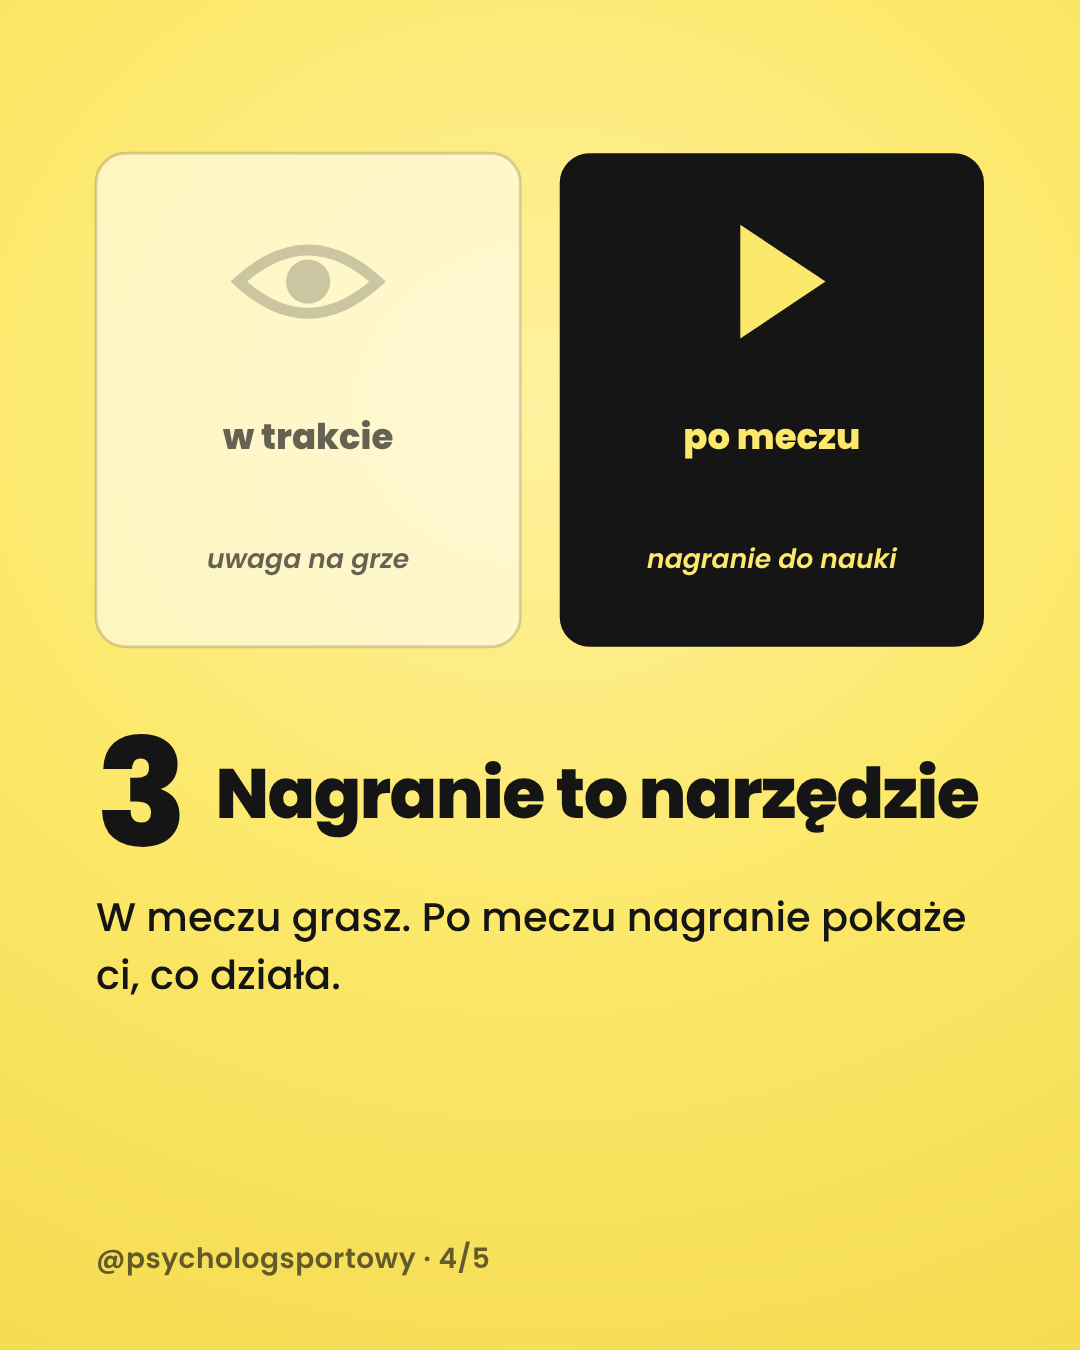 w trakcie
uwaga na grze
po meczu
nagranie do nauki
3 Nagranie to narzędzie
W meczu grasz. Po meczu nagranie pokaże
ci, co działa.
@psychologsportowy · 4/5